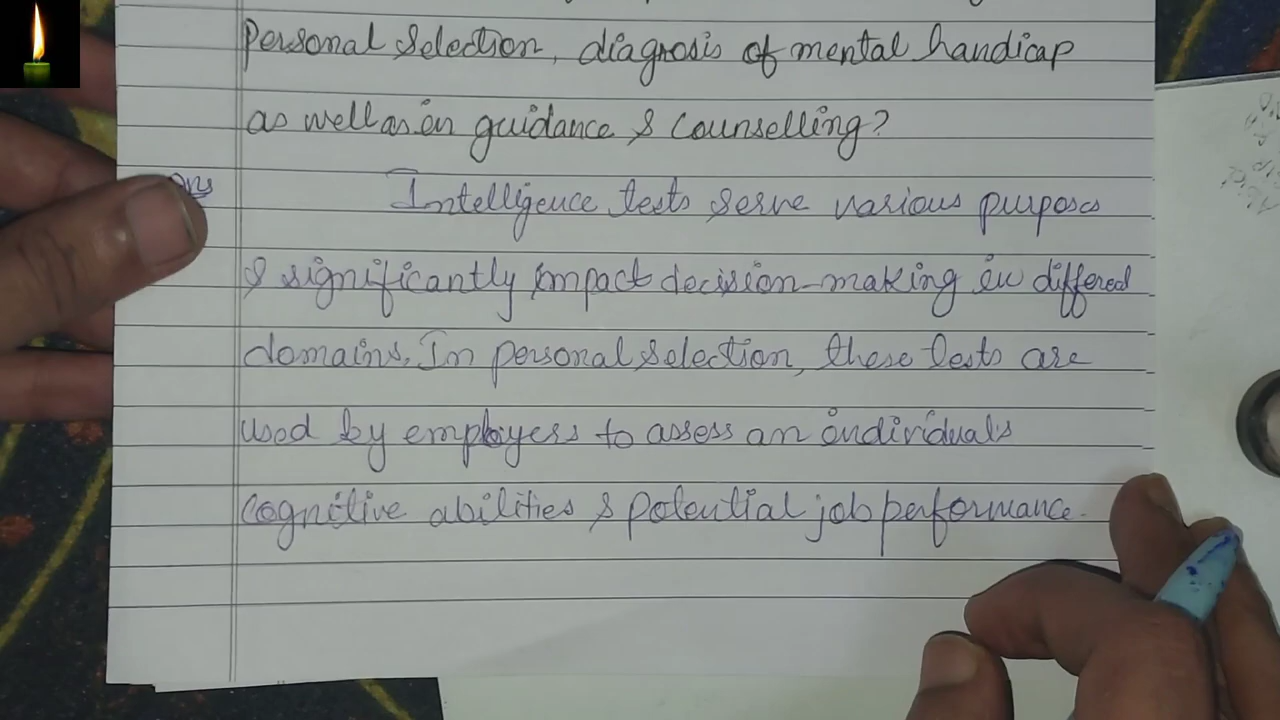 Personal Selection, diagnosis of mental handicap
as well as in guidance & Counselling?
Ans Intelligence tests serve various purposes
& significantly impact decision-making in differed
domains. In personal selection, these tests are
used by employers to assess an individual's
cognitive abilities & potential job performance.